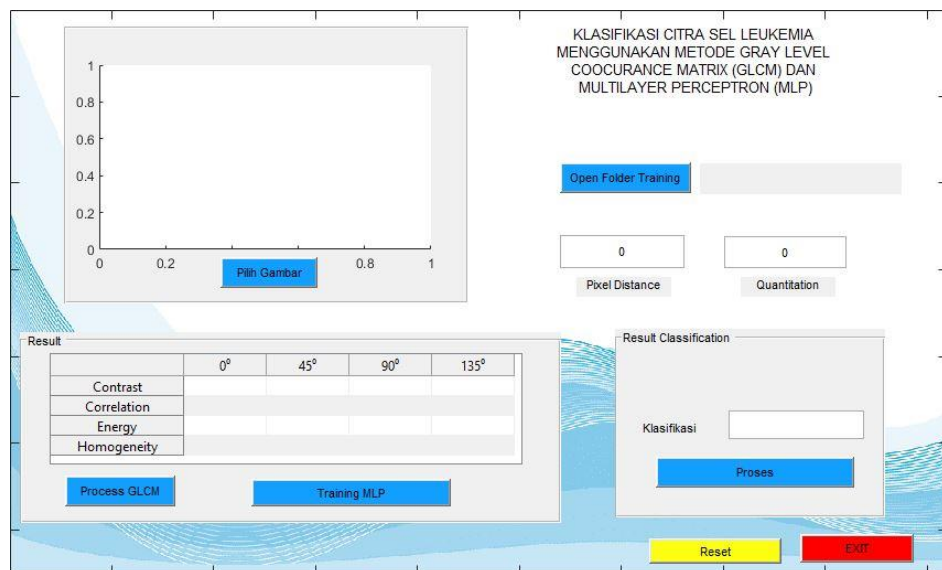 KLASIFIKASI CITRA SEL LEUKEMIA
MENGGUNAKAN METODE GRAY LEVEL
COOCURANCE MATRIX (GLCM) DAN
MULTILAYER PERCEPTRON (MLP)
1
0.8
0.6
0.4
0.2
0
0 0.2 0.8 1
Pilih Gambar
Open Folder Training
0 0
Pixel Distance Quantitation
Result
0° 45° 90° 135°
Contrast
Correlation
Energy
Homogeneity
Process GLCM Training MLP
Result Classification
Klasifikasi
Proses
Reset EXIT